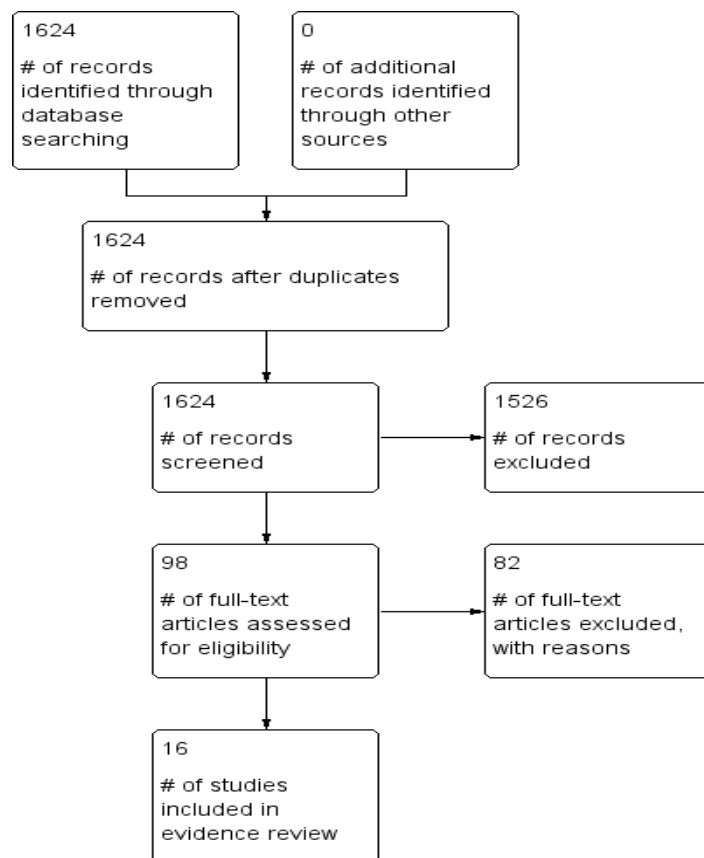 1624
# of records
identified through
database
searching
0
# of additional
records identified
through other
sources
1624
# of records after duplicates
removed
1624
# of records
screened
1526
# of records
excluded
98
# of full-text
articles assessed
for eligibility
82
# of full-text
articles excluded,
with reasons
16
# of studies
included in
evidence review